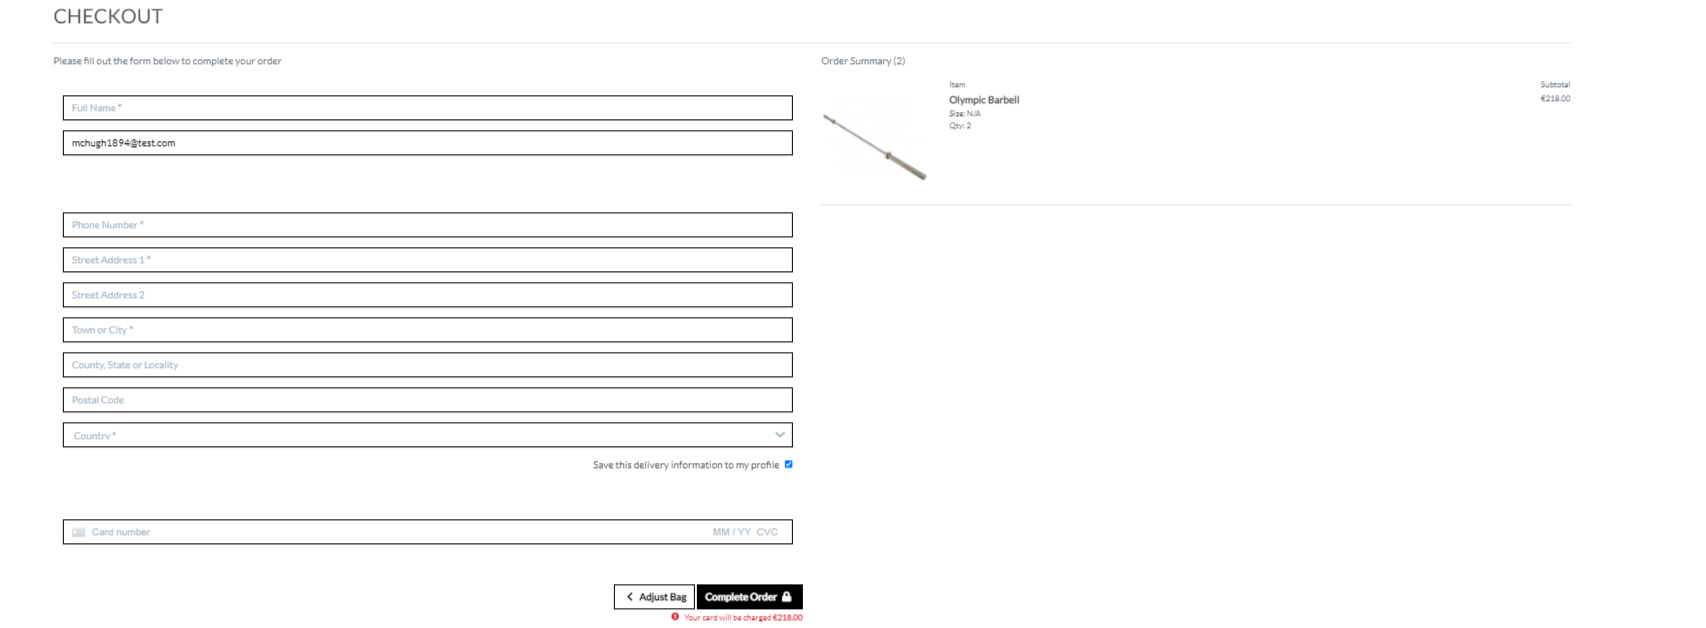 CHECKOUT
Please fill out the form below to complete your order
Full Name *
mchugh1894@test.com
Phone Number *
Street Address 1 *
Street Address 2
Town or City *
County, State or Locality
Postal Code
Country *
Save this delivery information to my profile
Card number MM / YY CVC
Adjust Bag Complete Order
Your card will be charged €218.00
Order Summary (2)
Item Subtotal
Olympic Barbell €218.00
Size: N/A
Qty: 2